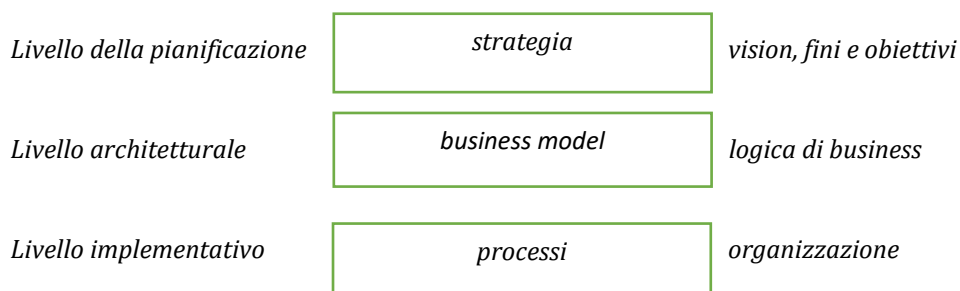 Livello della pianificazione strategia vision, fini e obiettivi
Livello architetturale business model logica di business
Livello implementativo processi organizzazione